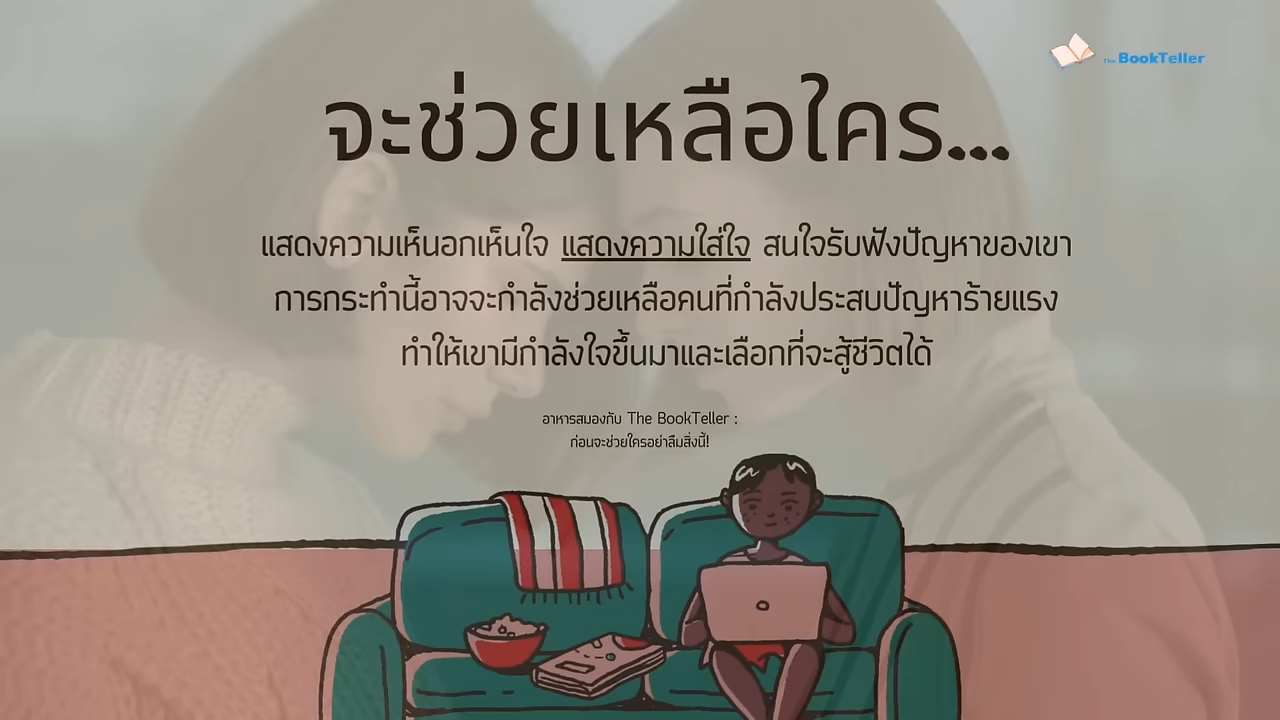 The BookTeller
จะช่วยเหลือใคร...
แสดงความเห็นอกเห็นใจ แสดงความใส่ใจ สนใจรับฟังปัญหาของเขา
การกระทำนี้อาจจะกำลังช่วยเหลือคนที่กำลังประสบปัญหาร้ายแรง
ทำให้เขามีกำลังใจขึ้นมาและเลือกที่จะสู้ชีวิตได้
อาหารสมองกับ The BookTeller :
ก่อนจะช่วยใครอย่าลืมสิ่งนี้!